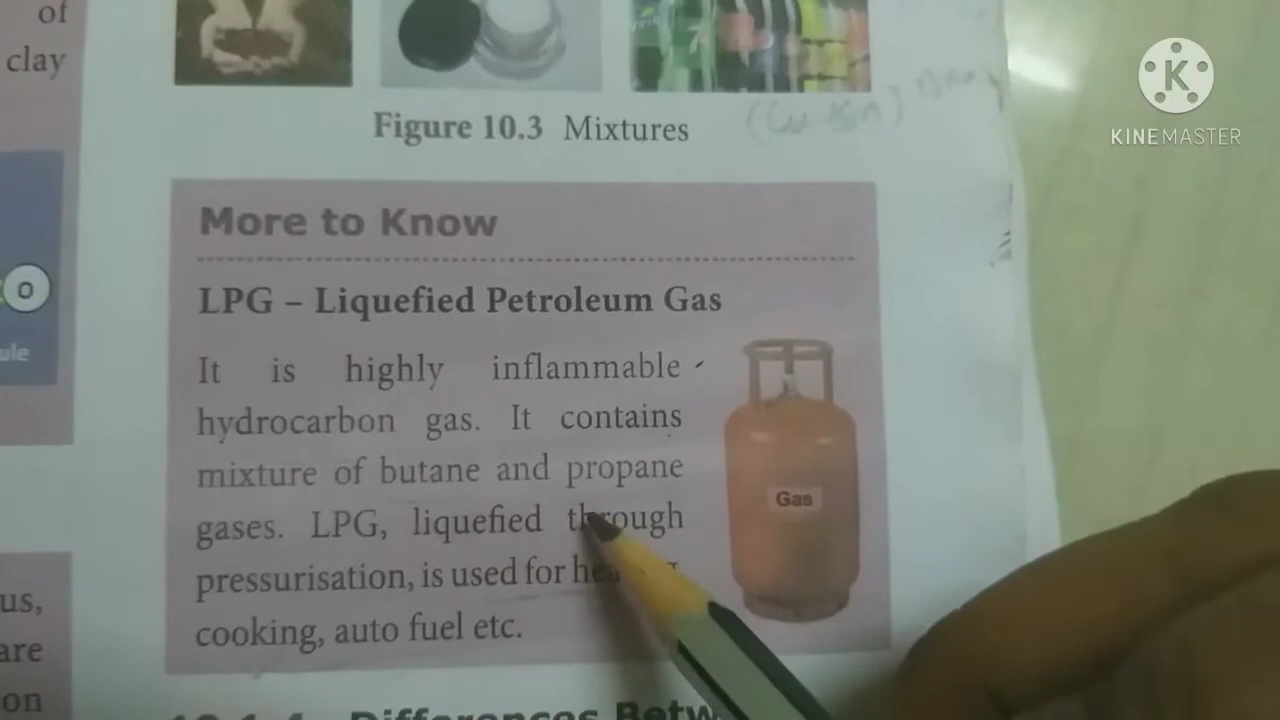 of
clay
KINEMASTER
Figure 10.3 Mixtures
More to Know
LPG – Liquefied Petroleum Gas
It is highly inflammable
hydrocarbon gas. It contains
mixture of butane and propane
gases. LPG, liquefied through
pressurisation, is used for
cooking, auto fuel etc.
Gas
O
us,
are
on
Differences